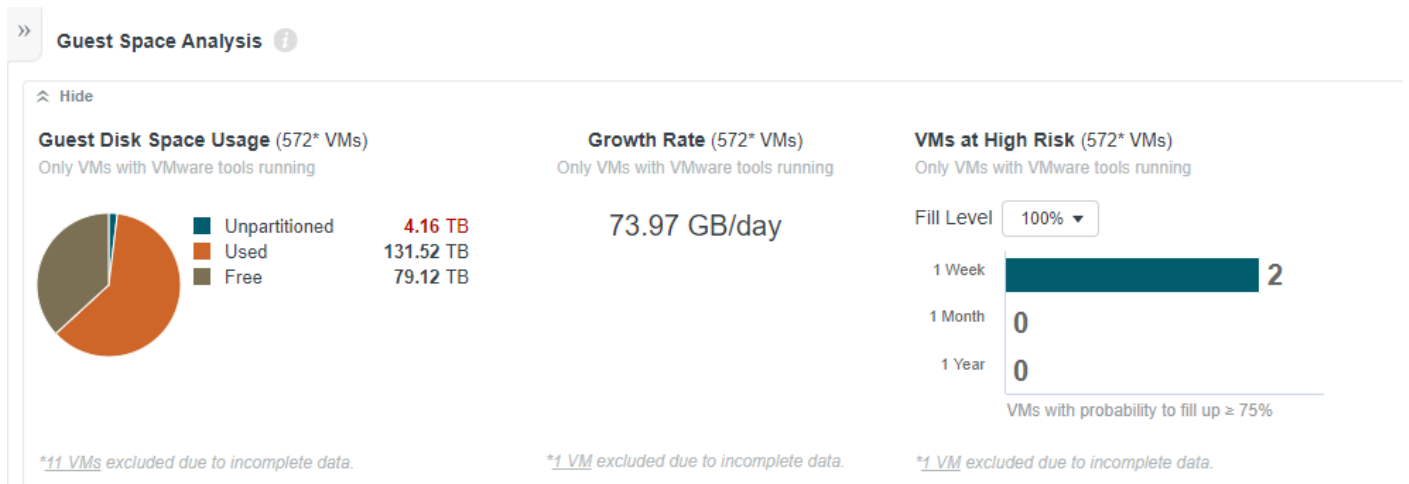 »
Guest Space Analysis i
Hide
Guest Disk Space Usage (572* VMs)
Only VMs with VMware tools running
Unpartitioned 4.16 TB
Used 131.52 TB
Free 79.12 TB
*11 VMs excluded due to incomplete data.
Growth Rate (572* VMs)
Only VMs with VMware tools running
73.97 GB/day
*1 VM excluded due to incomplete data.
VMs at High Risk (572* VMs)
Only VMs with VMware tools running
Fill Level 100%
1 Week 2
1 Month 0
1 Year 0
VMs with probability to fill up ≥ 75%
*1 VM excluded due to incomplete data.